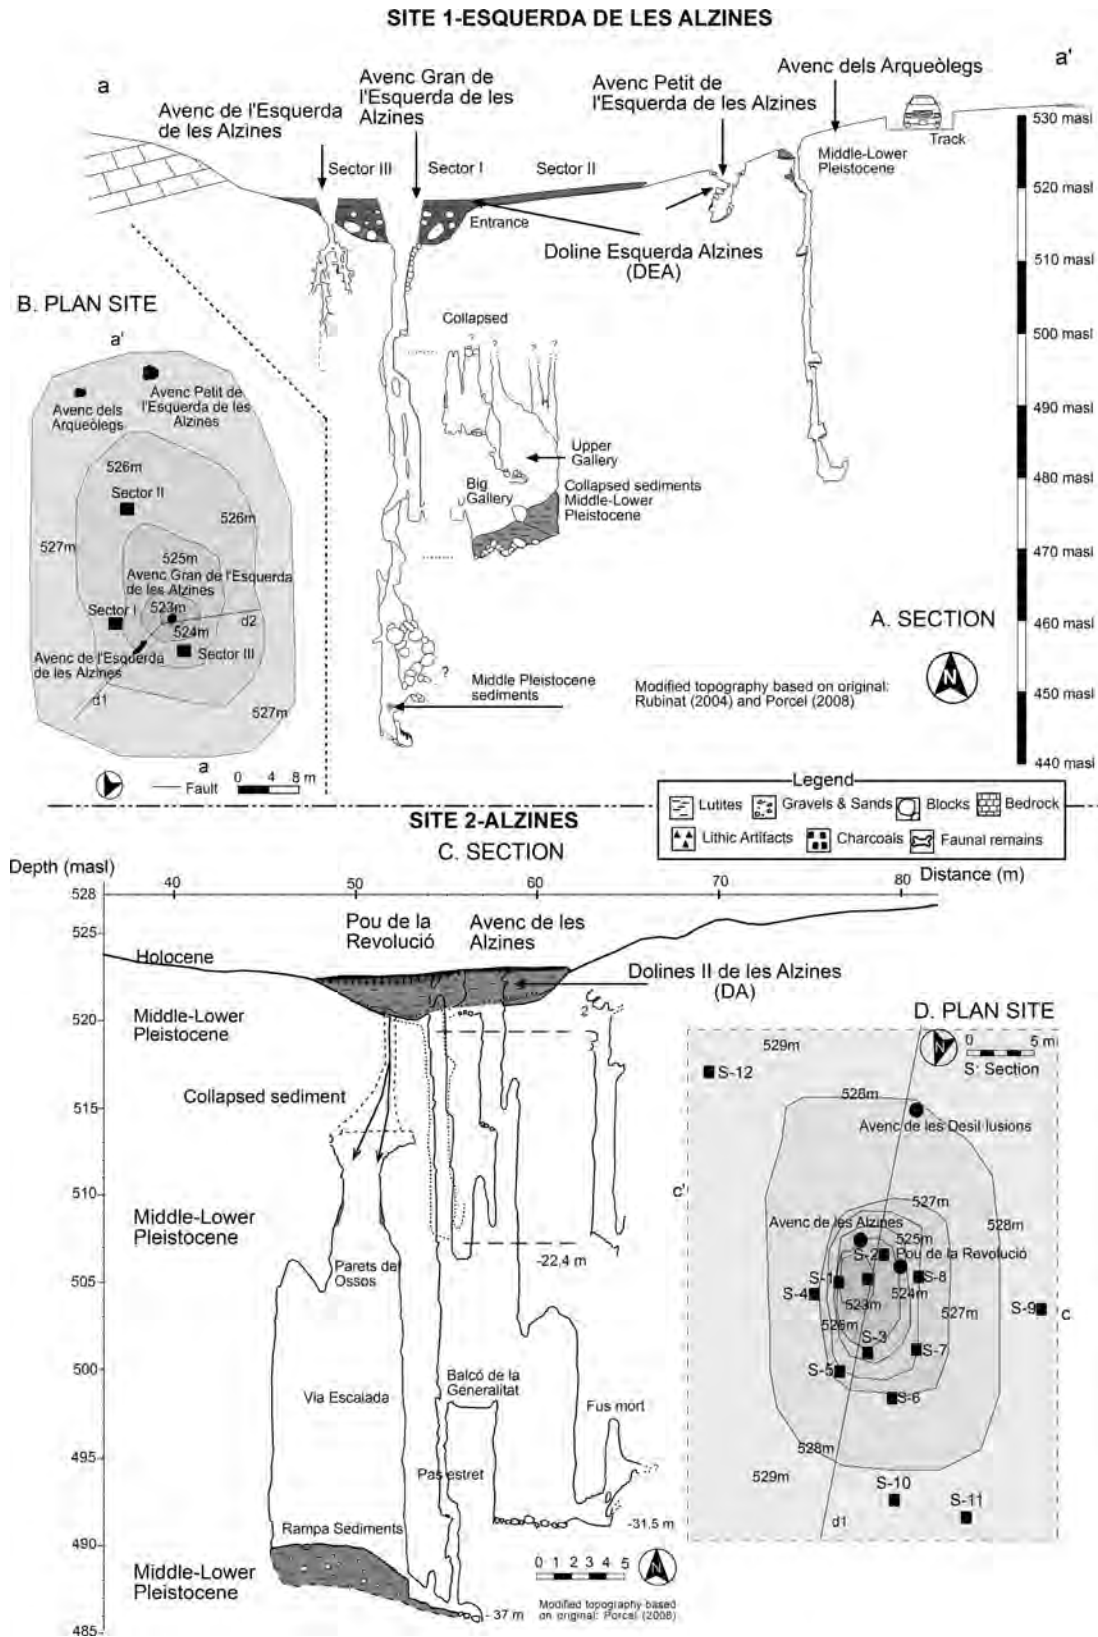 SITE 1-ESQUERDA DE LES ALZINES
a
Avenc de l'Esquerda
de les Alzines
Avenc Gran de
l'Esquerda de les
Alzines
Avenc Petit de
l'Esquerda de les Alzines
Avenc dels Arqueòlegs
a'
Sector III
Sector I
Sector II
Entrance
Middle-Lower
Pleistocene
Track
Doline Esquerda Alzines
(DEA)
530 masl
520 masl
510 masl
500 masl
490 masl
480 masl
470 masl
460 masl
450 masl
440 masl
Collapsed
? ? ? ?
Upper
Gallery
Big
Gallery
Collapsed sediments
Middle-Lower
Pleistocene
?
Middle Pleistocene
sediments
A. SECTION
N
Modified topography based on original:
Rubinat (2004) and Porcel (2008)
B. PLAN SITE
a'
Avenc dels
Arqueòlegs
Avenc Petit de
l'Esquerda de les
Alzines
526m
Sector II
526m
527m
525m
Avenc Gran de l'Esquerda
de les Alzines
523m
Sector I
524m
d2
Sector III
Avenc de l'Esquerda
de les Alzines
d1
527m
a
Fault
0 4 8 m
Legend
Lutites
Gravels & Sands
Blocks
Bedrock
Lithic Artifacts
Charcoals
Faunal remains
SITE 2-ALZINES
C. SECTION
Depth (masl)
40 50 60 70 80
Distance (m)
528
525
520
515
510
505
500
495
490
485
Holocene
Pou de la
Revolució
Avenc de les
Alzines
Dolines II de les Alzines
(DA)
Middle-Lower
Pleistocene
Collapsed sediment
Middle-Lower
Pleistocene
Parets de
Ossos
-22,4 m
?
Via Escalada
Balcó de la
Generalitat
Fus mort
Pas estret
-31,5 m
Rampa Sediments
Middle-Lower
Pleistocene
- 37 m
0 1 2 3 4 5
N
Modified topography based
on original: Porcel (2008)
D. PLAN SITE
N
0 5 m
S: Section
529m
S-12
528m
Avenc de les Desil lusions
c'
527m
528m
Avenc de les Alzines
525m
S-2
Pou de la Revolució
S-1
S-8
S-4
524m
523m
527m
S-9
c
526m
S-3
S-7
S-5
S-6
528m
529m
S-10
S-11
d1